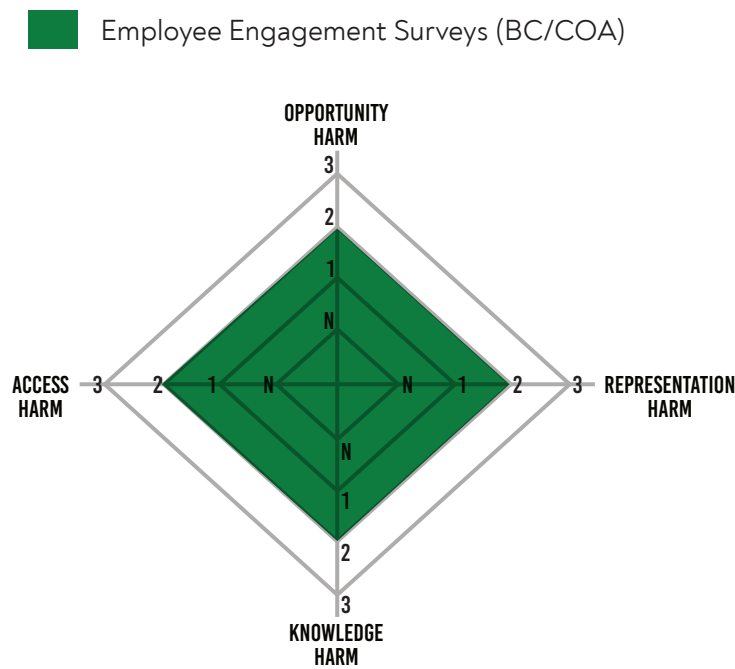 Employee Engagement Surveys (BC/COA)
OPPORTUNITY
HARM
3
2
1
N
ACCESS
HARM
3 2 1 N N 1 2 3
REPRESENTATION
HARM
N
1
2
3
KNOWLEDGE
HARM